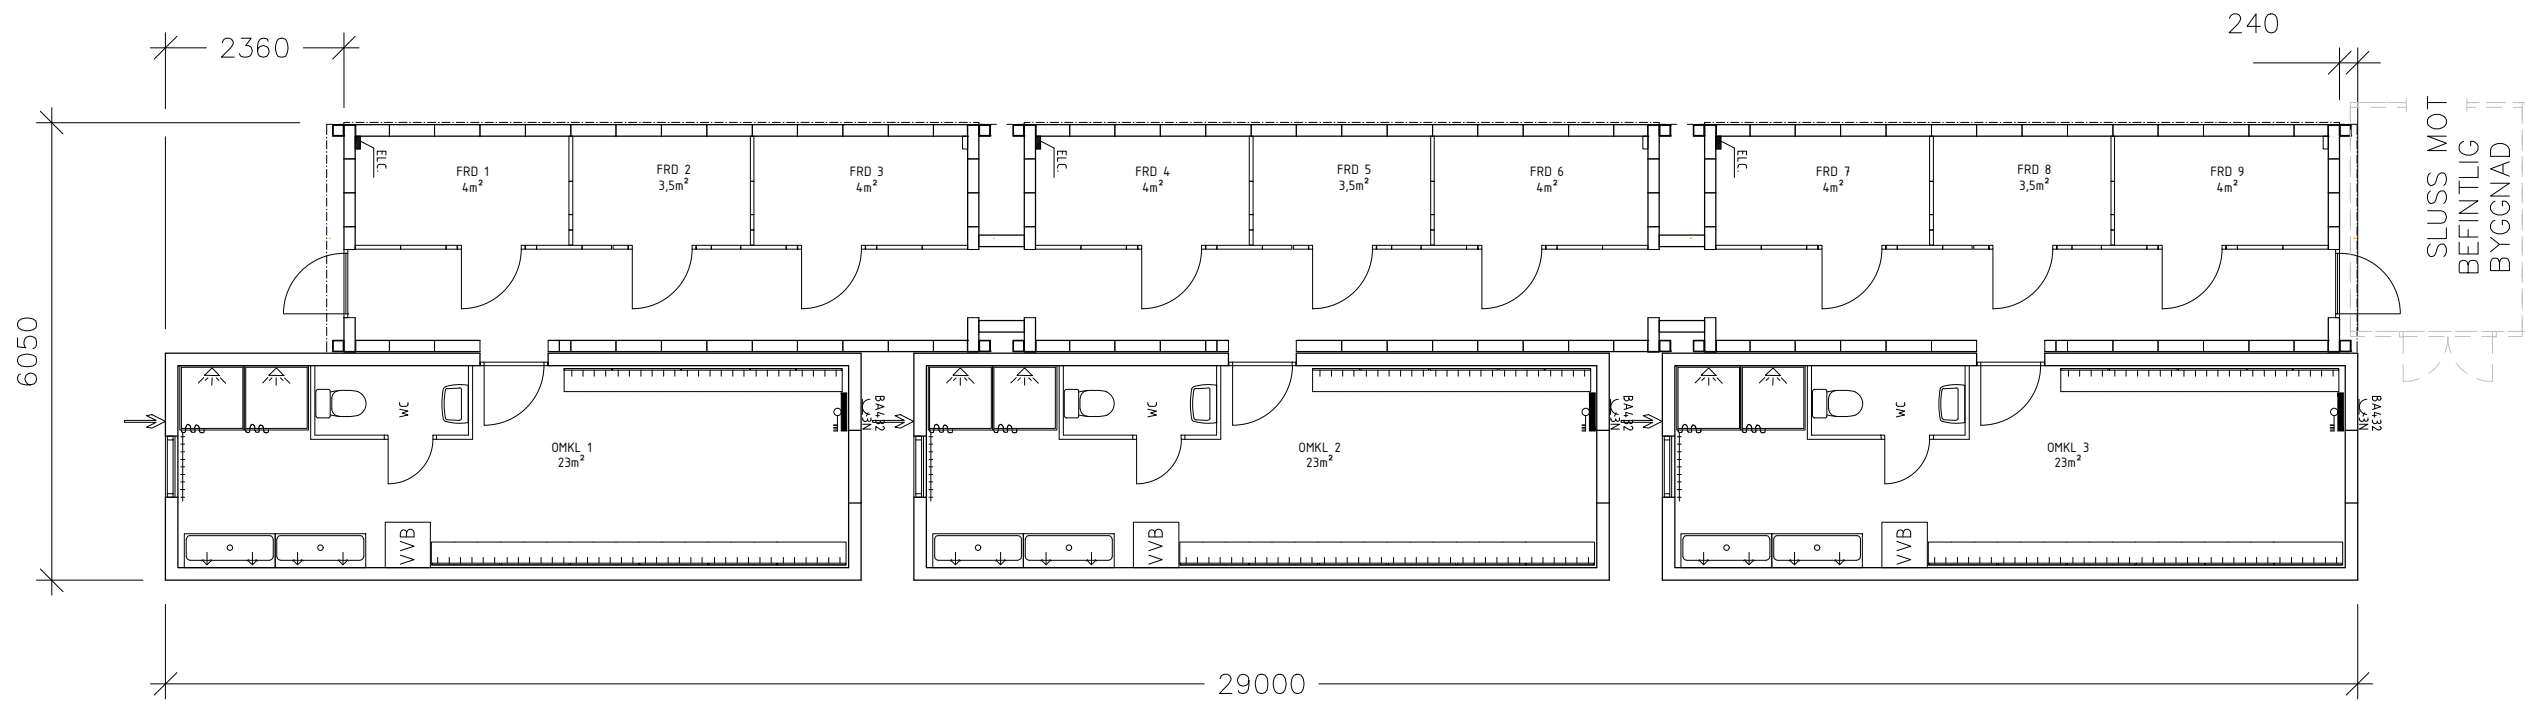 2360
240
6050
SLUSS MOT
BEFINTLIG
BYGGNAD
ELC.
FRD 1
4m²
FRD 2
3,5m²
FRD 3
4m²
ELC.
FRD 4
4m²
FRD 5
3,5m²
FRD 6
4m²
ELC.
FRD 7
4m²
FRD 8
3,5m²
FRD 9
4m²
WC
BA432
WC
BA432
WC
BA432
OMKL 1
23m²
OMKL 2
23m²
OMKL 3
23m²
VVB
VVB
VVB
29000